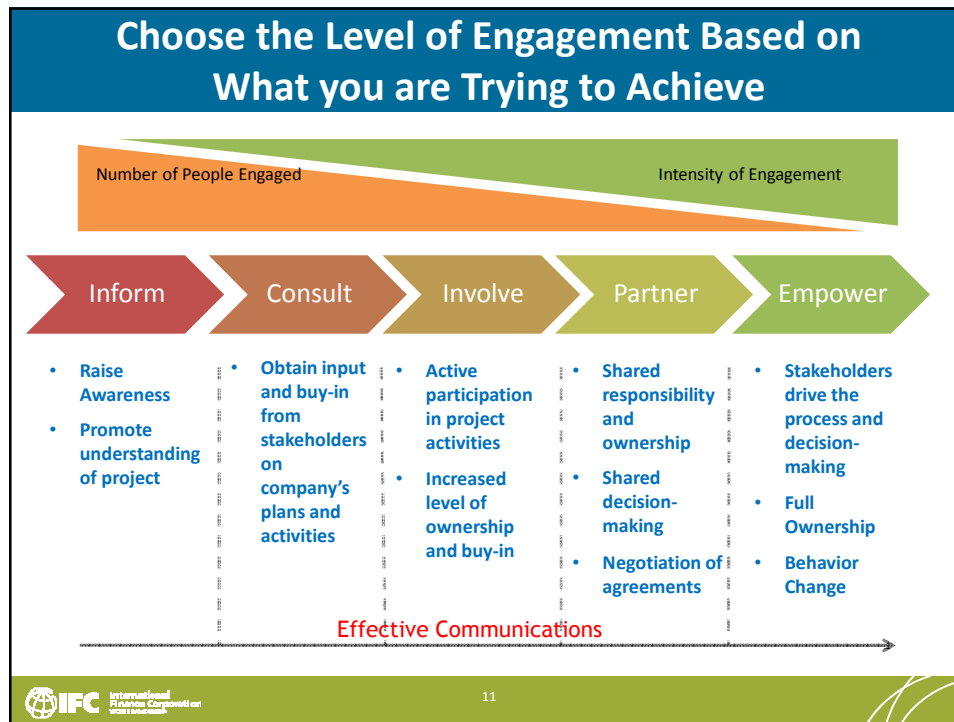 Choose the Level of Engagement Based on
What you are Trying to Achieve
Number of People Engaged
Intensity of Engagement
Inform
Consult
Involve
Partner
Empower
• Raise
Awareness
• Promote
understanding
of project
• Obtain input
and buy-in
from
stakeholders
on
company's
plans and
activities
• Active
participation
in project
activities
• Increased
level of
ownership
and buy-in
• Shared
responsibility
and
ownership
• Shared
decision-
making
• Negotiation of
agreements
• Stakeholders
drive the
process and
decision-
making
• Full
Ownership
• Behavior
Change
Effective Communications
IFC
International
Finance Corporation
11